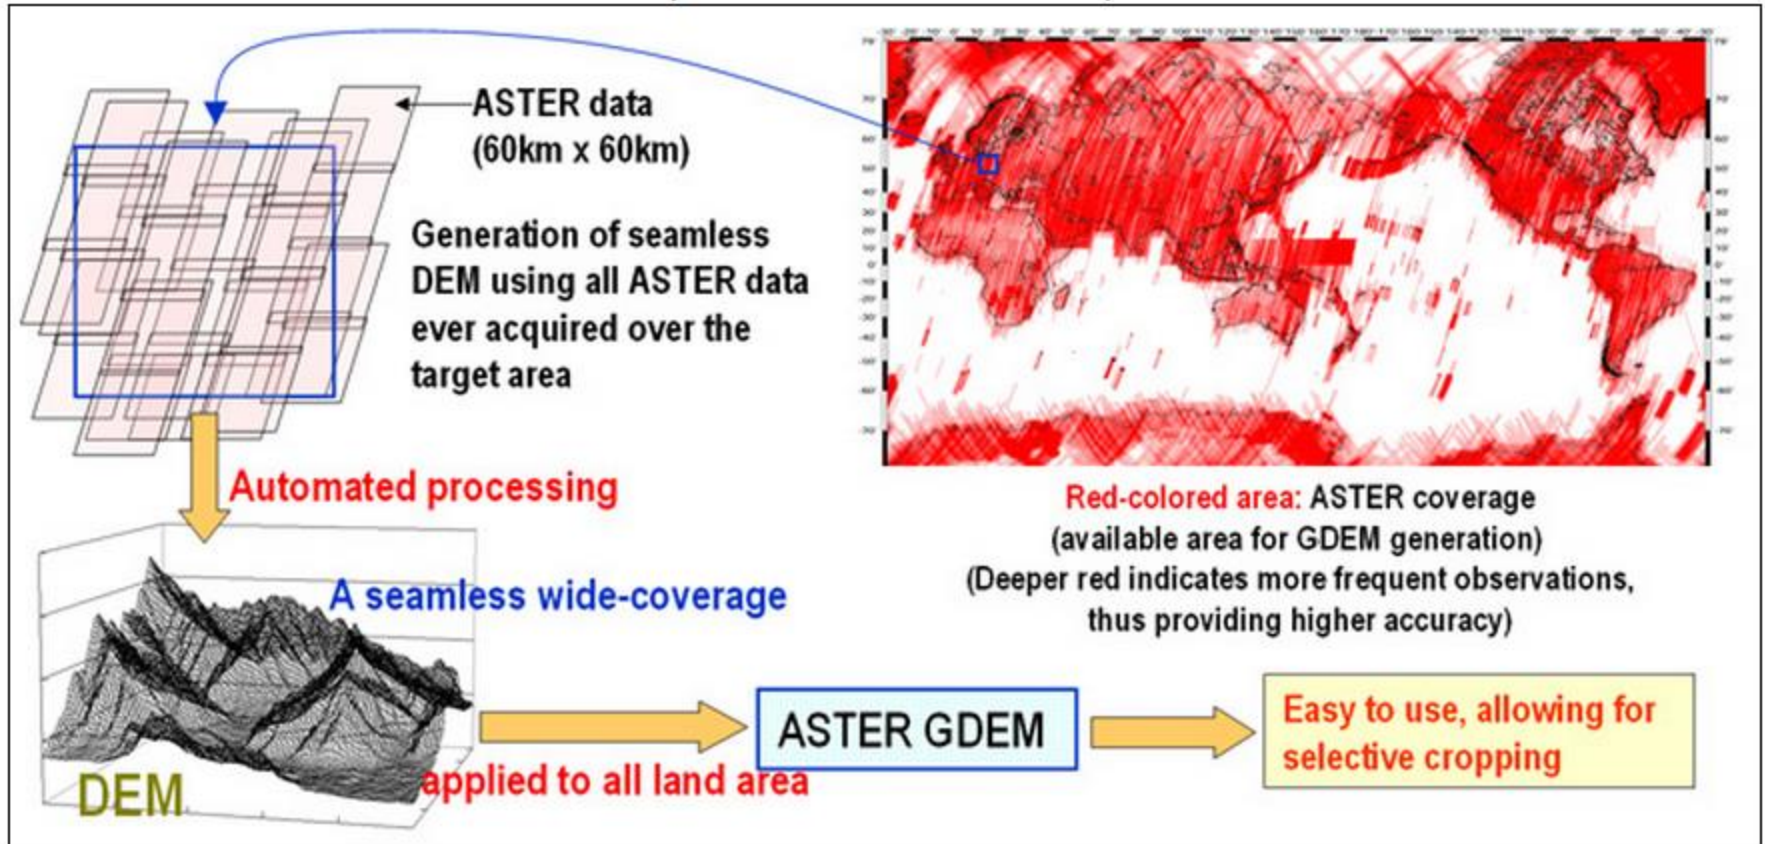 ASTER data
(60km x 60km)
Generation of seamless
DEM using all ASTER data
ever acquired over the
target area
Automated processing
A seamless wide-coverage
DEM
applied to all land area
ASTER GDEM
Easy to use, allowing for
selective cropping
Red-colored area: ASTER coverage
(available area for GDEM generation)
(Deeper red indicates more frequent observations,
thus providing higher accuracy)